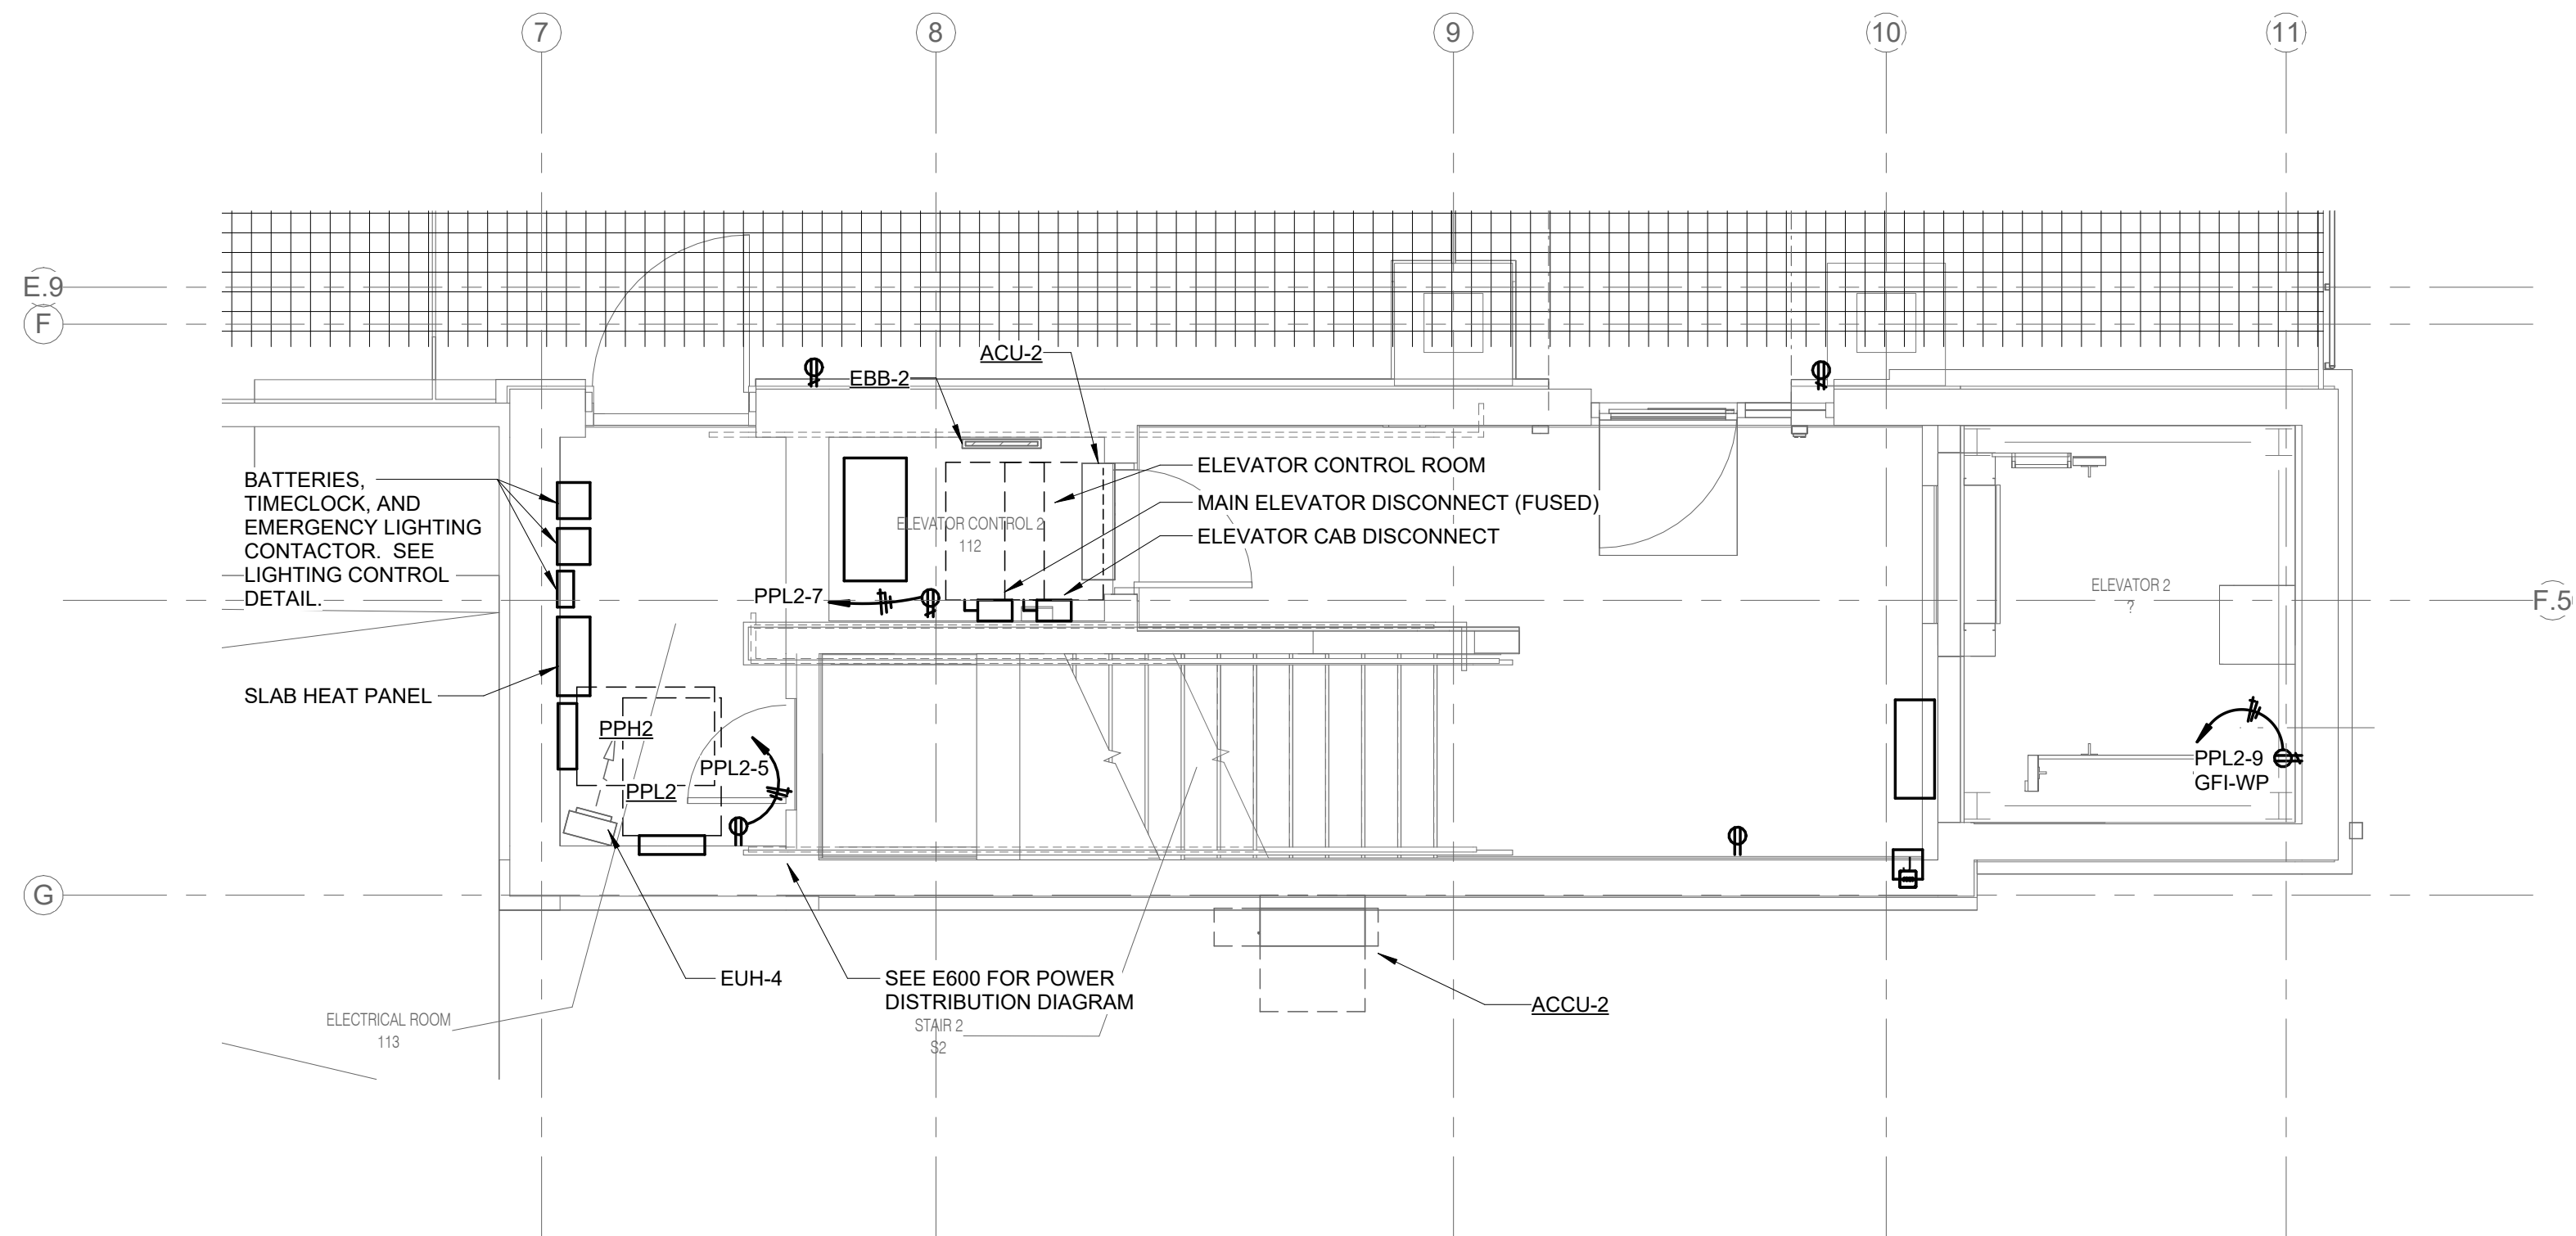 7
8
9
10
11
E.9
F
ACU-2
EBB-2
BATTERIES,
TIMECLOCK, AND
EMERGENCY LIGHTING
CONTACTOR. SEE
LIGHTING CONTROL
DETAIL.
ELEVATOR CONTROL ROOM
MAIN ELEVATOR DISCONNECT (FUSED)
ELEVATOR CAB DISCONNECT
ELEVATOR CONTROL 2
112
PPL2-7
ELEVATOR 2
?
F.5
SLAB HEAT PANEL
PPH2
PPL2-5
PPL2
PPL2-9
GFI-WP
G
EUH-4
SEE E600 FOR POWER
DISTRIBUTION DIAGRAM
STAIR 2
S2
ACCU-2
ELECTRICAL ROOM
113